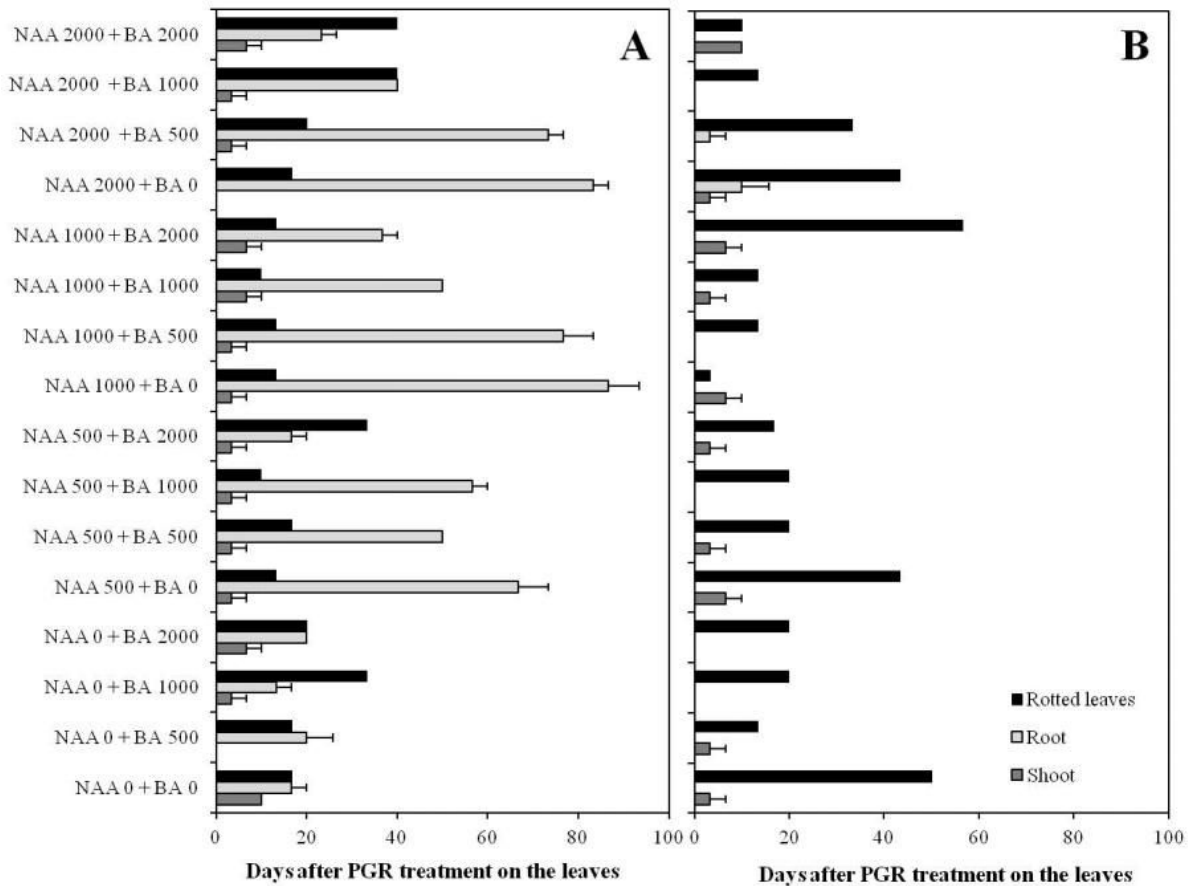 A
B
NAA 2000 + BA 2000
NAA 2000 + BA 1000
NAA 2000 + BA 500
NAA 2000 + BA 0
NAA 1000 + BA 2000
NAA 1000 + BA 1000
NAA 1000 + BA 500
NAA 1000 + BA 0
NAA 500 + BA 2000
NAA 500 + BA 1000
NAA 500 + BA 500
NAA 500 + BA 0
NAA 0 + BA 2000
NAA 0 + BA 1000
NAA 0 + BA 500
NAA 0 + BA 0
Rotted leaves
Root
Shoot
0 20 40 60 80 100
0 20 40 60 80 100
Days after PGR treatment on the leaves
Days after PGR treatment on the leaves